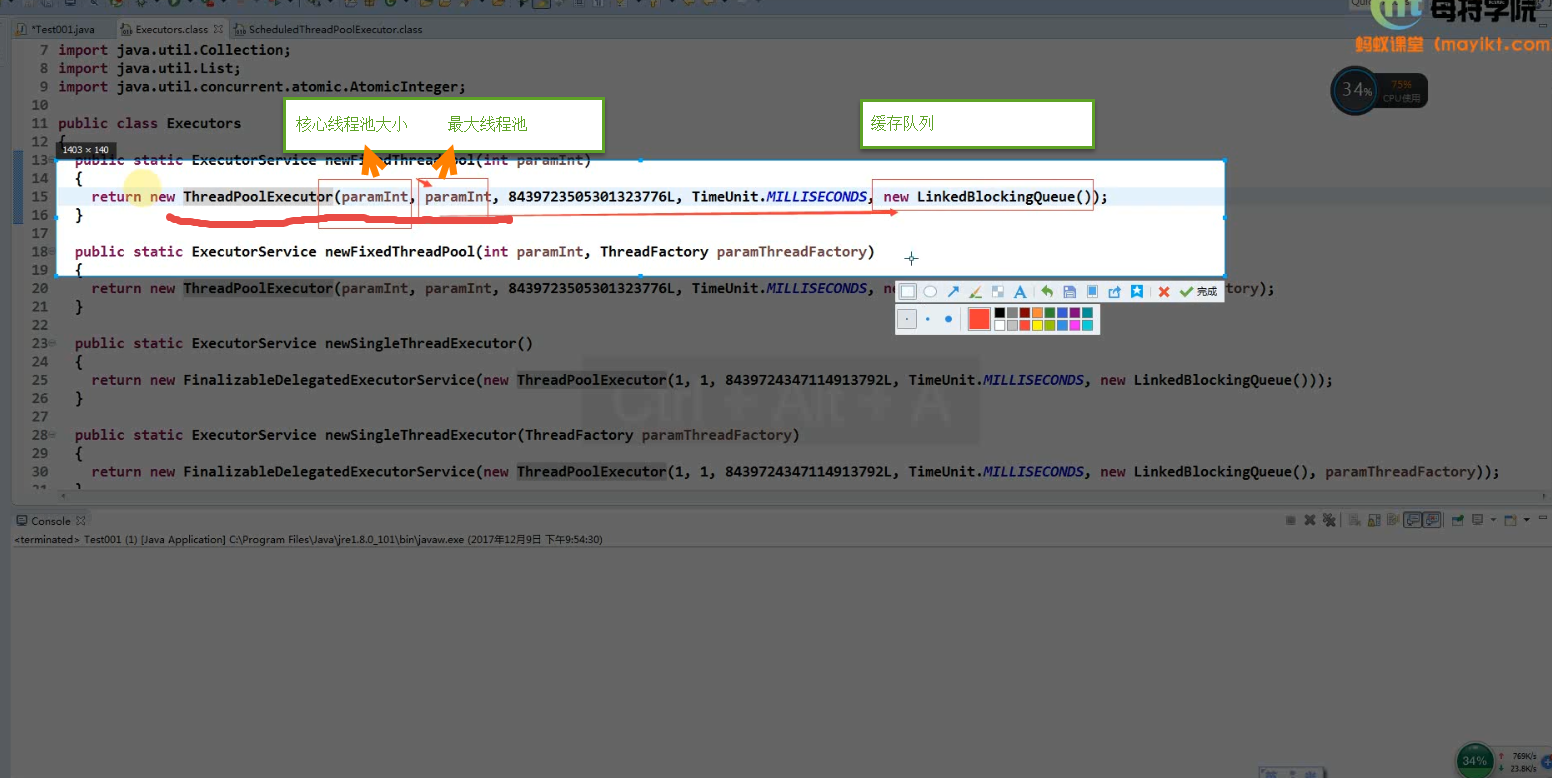 每特学院
蚂蚁课堂（mayikt.com
*Test001.java Executors.class ScheduledThreadPoolExecutor.class
7 import java.util.Collection;
8 import java.util.List;
9 import java.util.concurrent.atomic.AtomicInteger;
34% 75%
CPU使用
10
核心线程池大小 最大线程池 缓存队列
11 public class Executors
12 {
1403 × 140
13 public static ExecutorService newFixedThreadPool(int paramInt)
14 {
15 return new ThreadPoolExecutor(paramInt, paramInt, 8439723505301323776L, TimeUnit.MILLISECONDS, new LinkedBlockingQueue());
16 }
17
18 public static ExecutorService newFixedThreadPool(int paramInt, ThreadFactory paramThreadFactory)
19 {
20 return new ThreadPoolExecutor(paramInt, paramInt, 8439723505301323776L, TimeUnit.MILLISECONDS, ne ory);
完成
21 }
22
23 public static ExecutorService newSingleThreadExecutor()
24 {
25 return new FinalizableDelegatedExecutorService(new ThreadPoolExecutor(1, 1, 8439724347114913792L, TimeUnit.MILLISECONDS, new LinkedBlockingQueue()));
26 }
Ctrl + Alt + A
27
28 public static ExecutorService newSingleThreadExecutor(ThreadFactory paramThreadFactory)
29 {
30 return new FinalizableDelegatedExecutorService(new ThreadPoolExecutor(1, 1, 8439724347114913792L, TimeUnit.MILLISECONDS, new LinkedBlockingQueue(), paramThreadFactory));
31 }
Console
<terminated> Test001 (1) [Java Application] C:\Program Files\Java\jre1.8.0_101\bin\javaw.exe (2017年12月9日 下午9:54:30)
34% 769K/s
23.8K/s